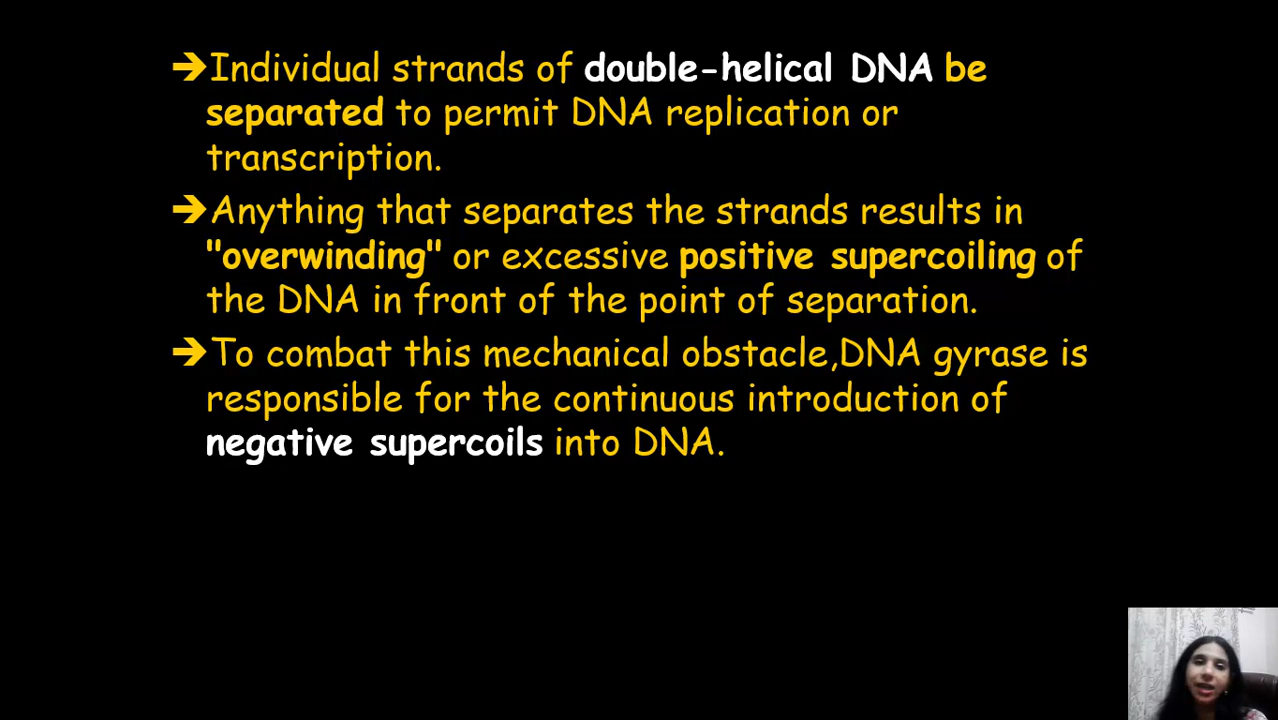 ➔Individual strands of double-helical DNA be
separated to permit DNA replication or
transcription.
➔Anything that separates the strands results in
"overwinding" or excessive positive supercoiling of
the DNA in front of the point of separation.
➔To combat this mechanical obstacle,DNA gyrase is
responsible for the continuous introduction of
negative supercoils into DNA.